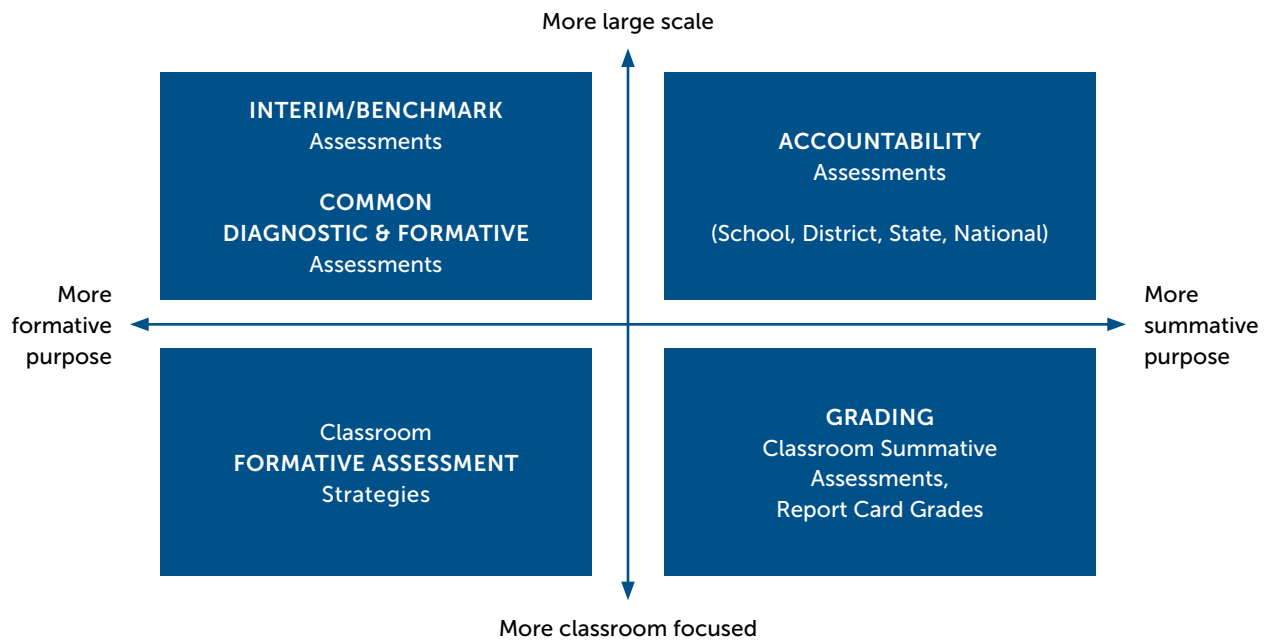 More large scale
INTERIM/BENCHMARK
Assessments
COMMON
DIAGNOSTIC & FORMATIVE
Assessments
ACCOUNTABILITY
Assessments
(School, District, State, National)
More
formative
purpose
More
summative
purpose
Classroom
FORMATIVE ASSESSMENT
Strategies
GRADING
Classroom Summative
Assessments,
Report Card Grades
More classroom focused